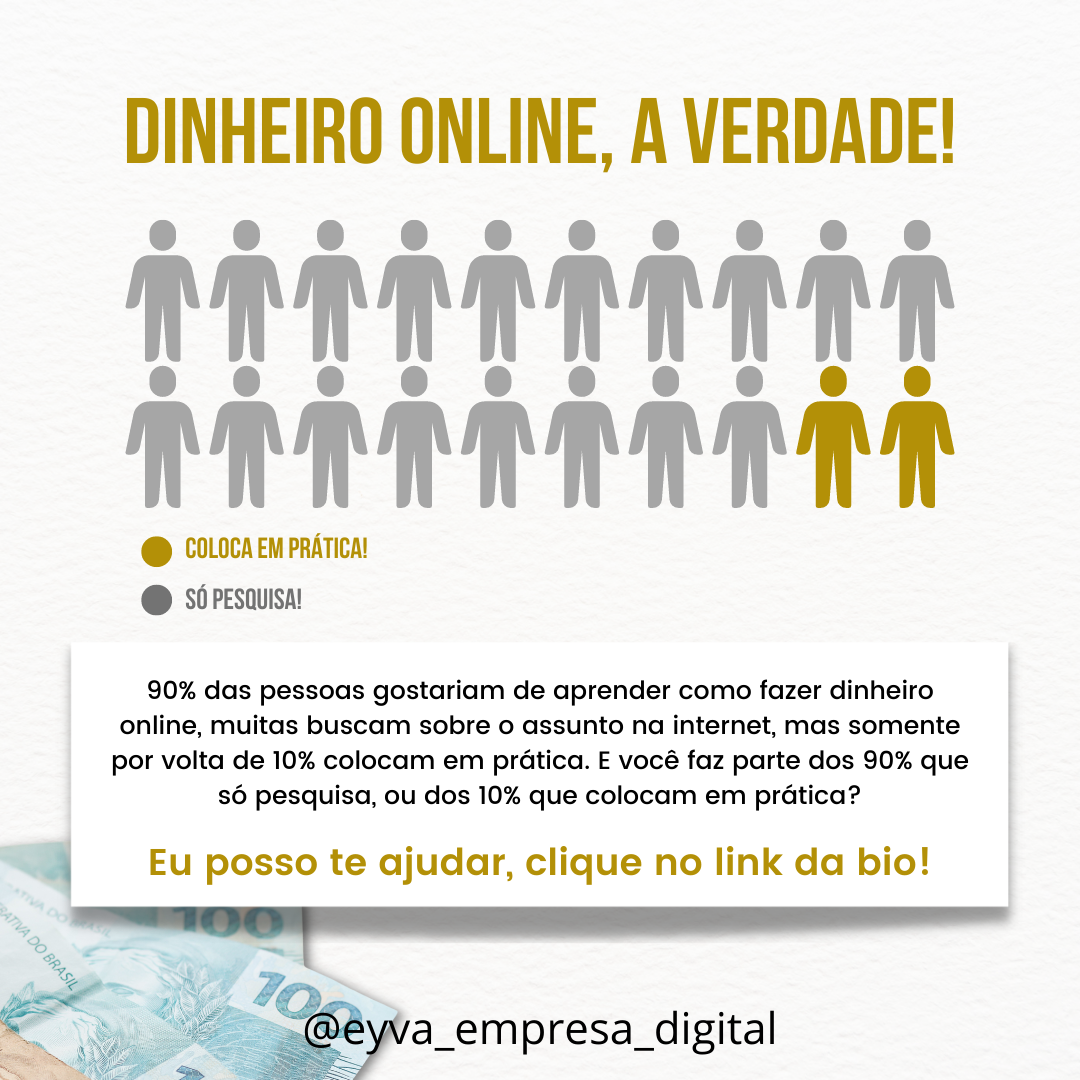 DINHEIRO ONLINE, A VERDADE!
COLOCA EM PRÁTICA!
SÓ PESQUISA!
90% das pessoas gostariam de aprender como fazer dinheiro
online, muitas buscam sobre o assunto na internet, mas somente
por volta de 10% colocam em prática. E você faz parte dos 90% que
só pesquisa, ou dos 10% que colocam em prática?
Eu posso te ajudar, clique no link da bio!
100
DO BRASIL
100
@eyva_empresa_digital